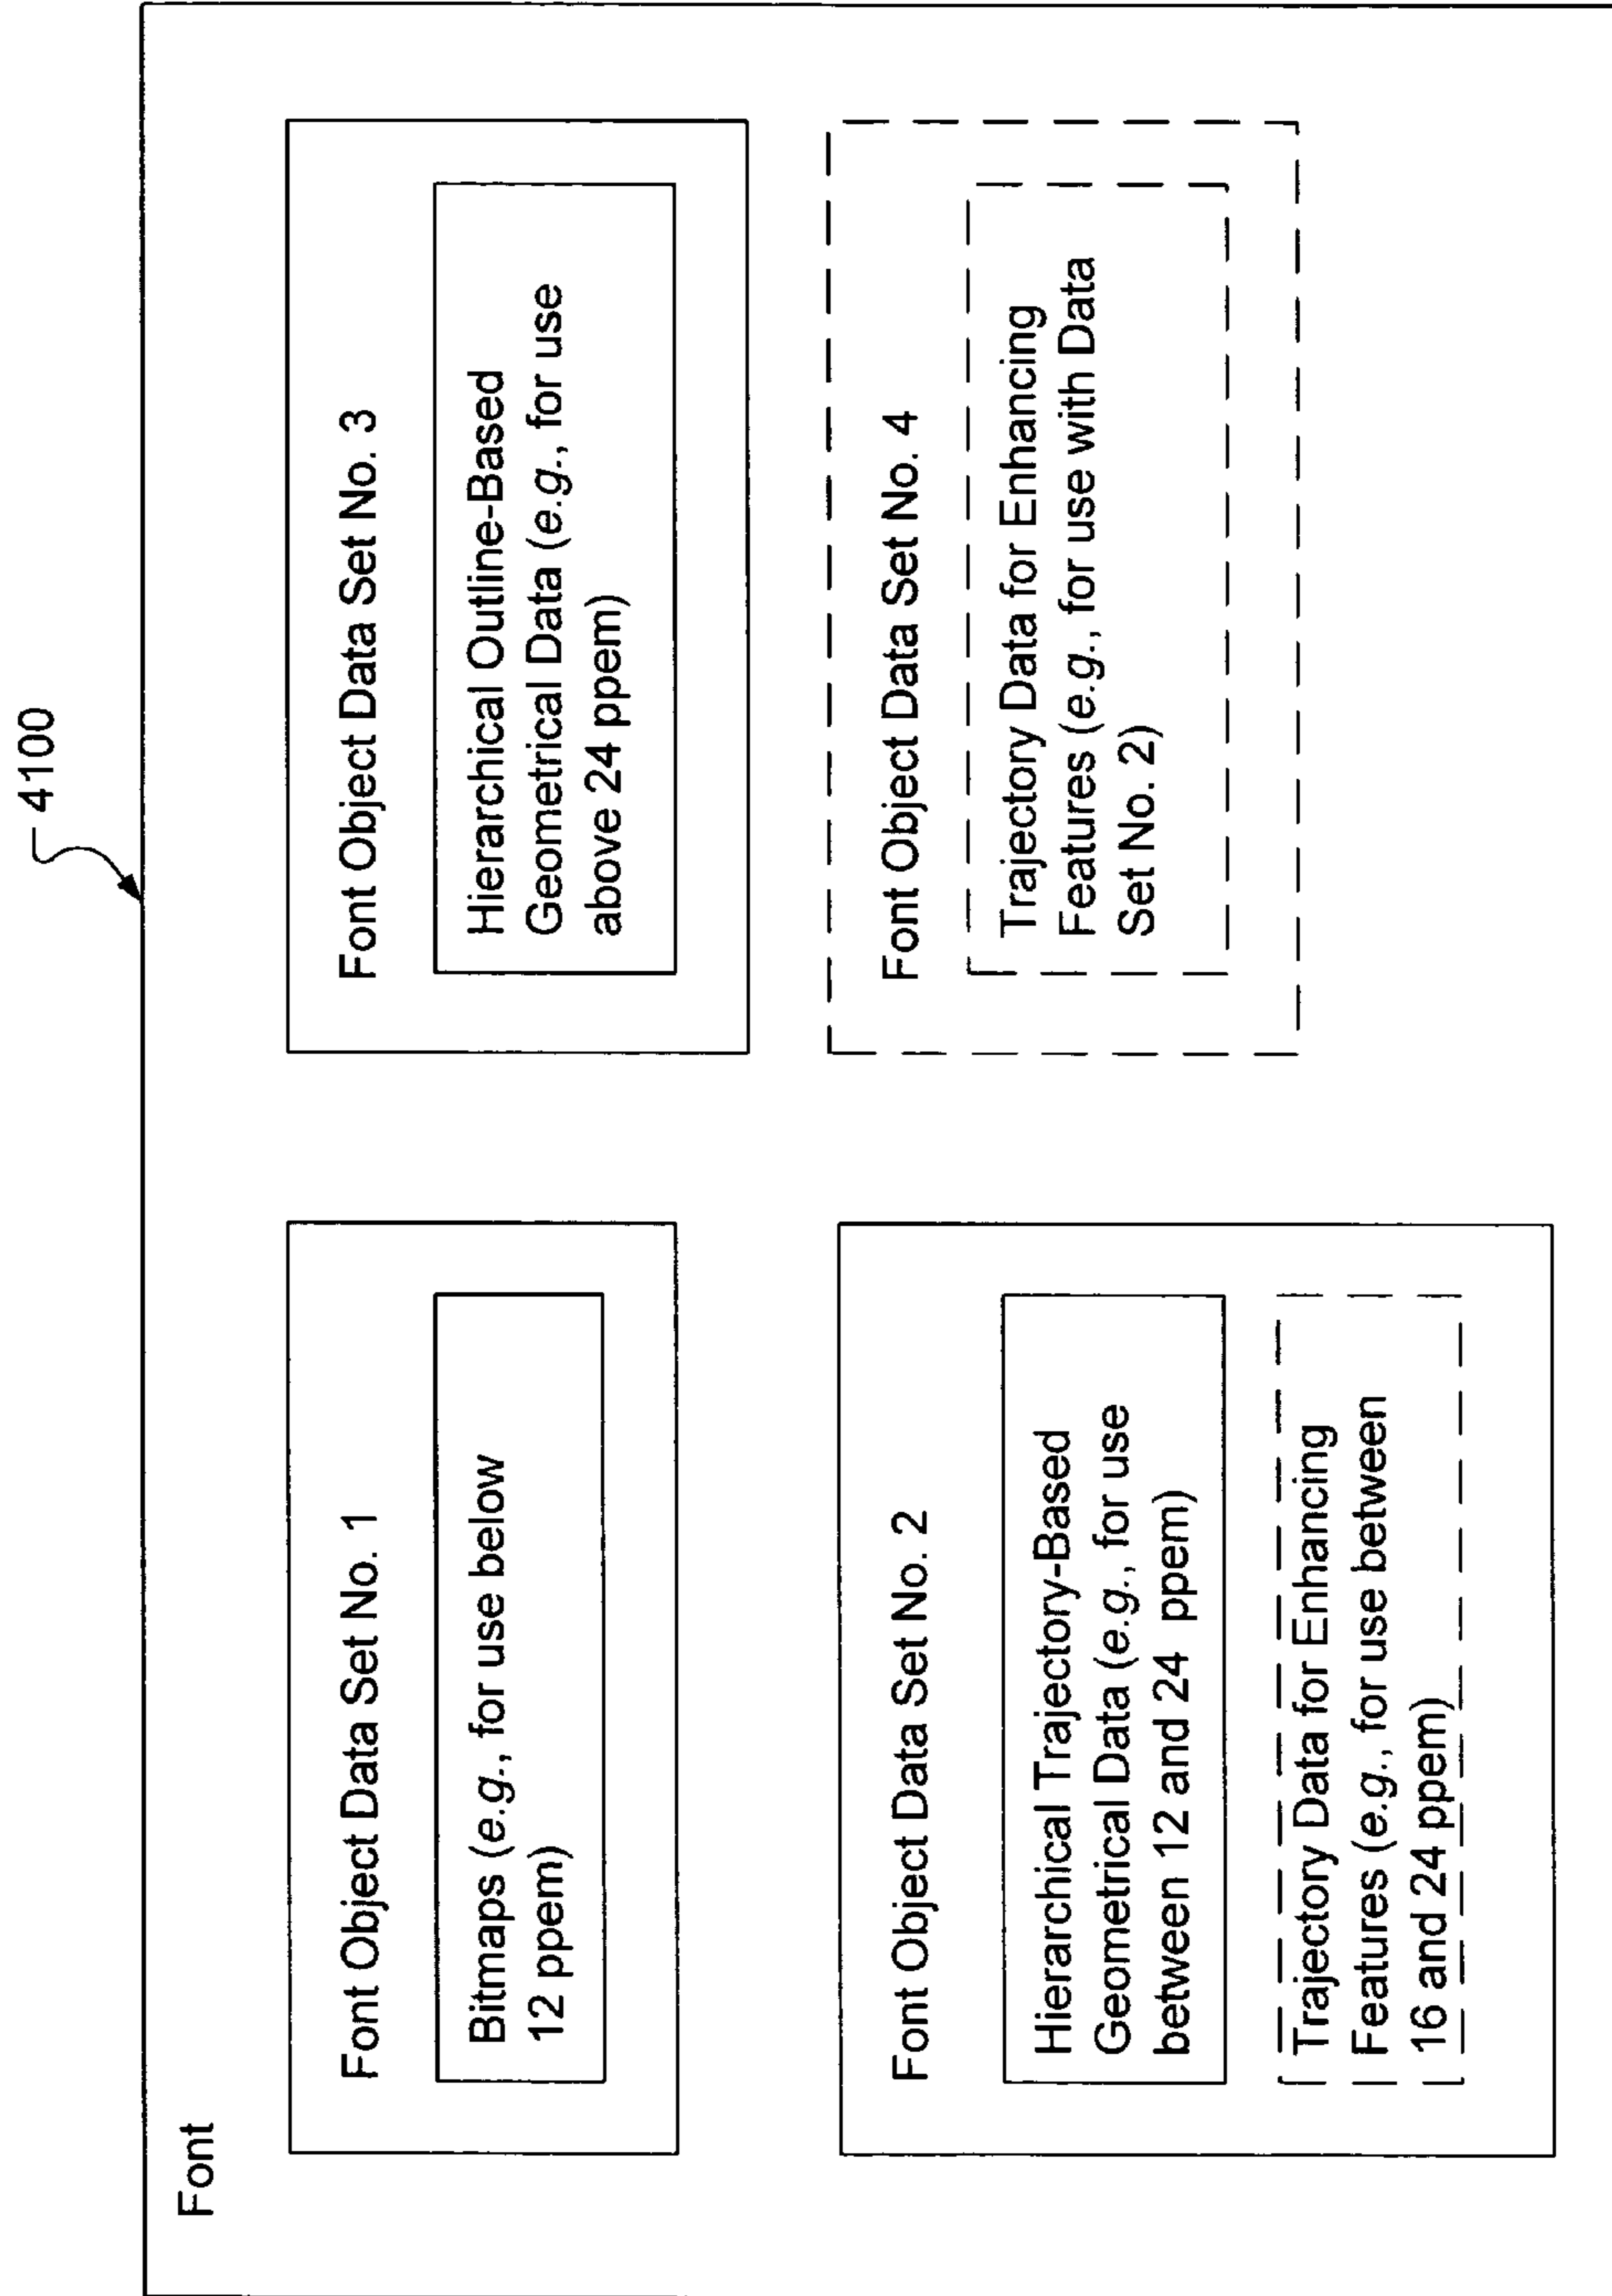 4100
Font
Font Object Data Set No. 1
Bitmaps (e.g., for use below
12 ppem)
Font Object Data Set No. 2
Hierarchical Trajectory-Based
Geometrical Data (e.g., for use
between 12 and 24 ppem)
Trajectory Data for Enhancing
Features (e.g., for use between
16 and 24 ppem)
Font Object Data Set No. 3
Hierarchical Outline-Based
Geometrical Data (e.g., for use
above 24 ppem)
Font Object Data Set No. 4
Trajectory Data for Enhancing
Features (e.g., for use with Data
Set No. 2)